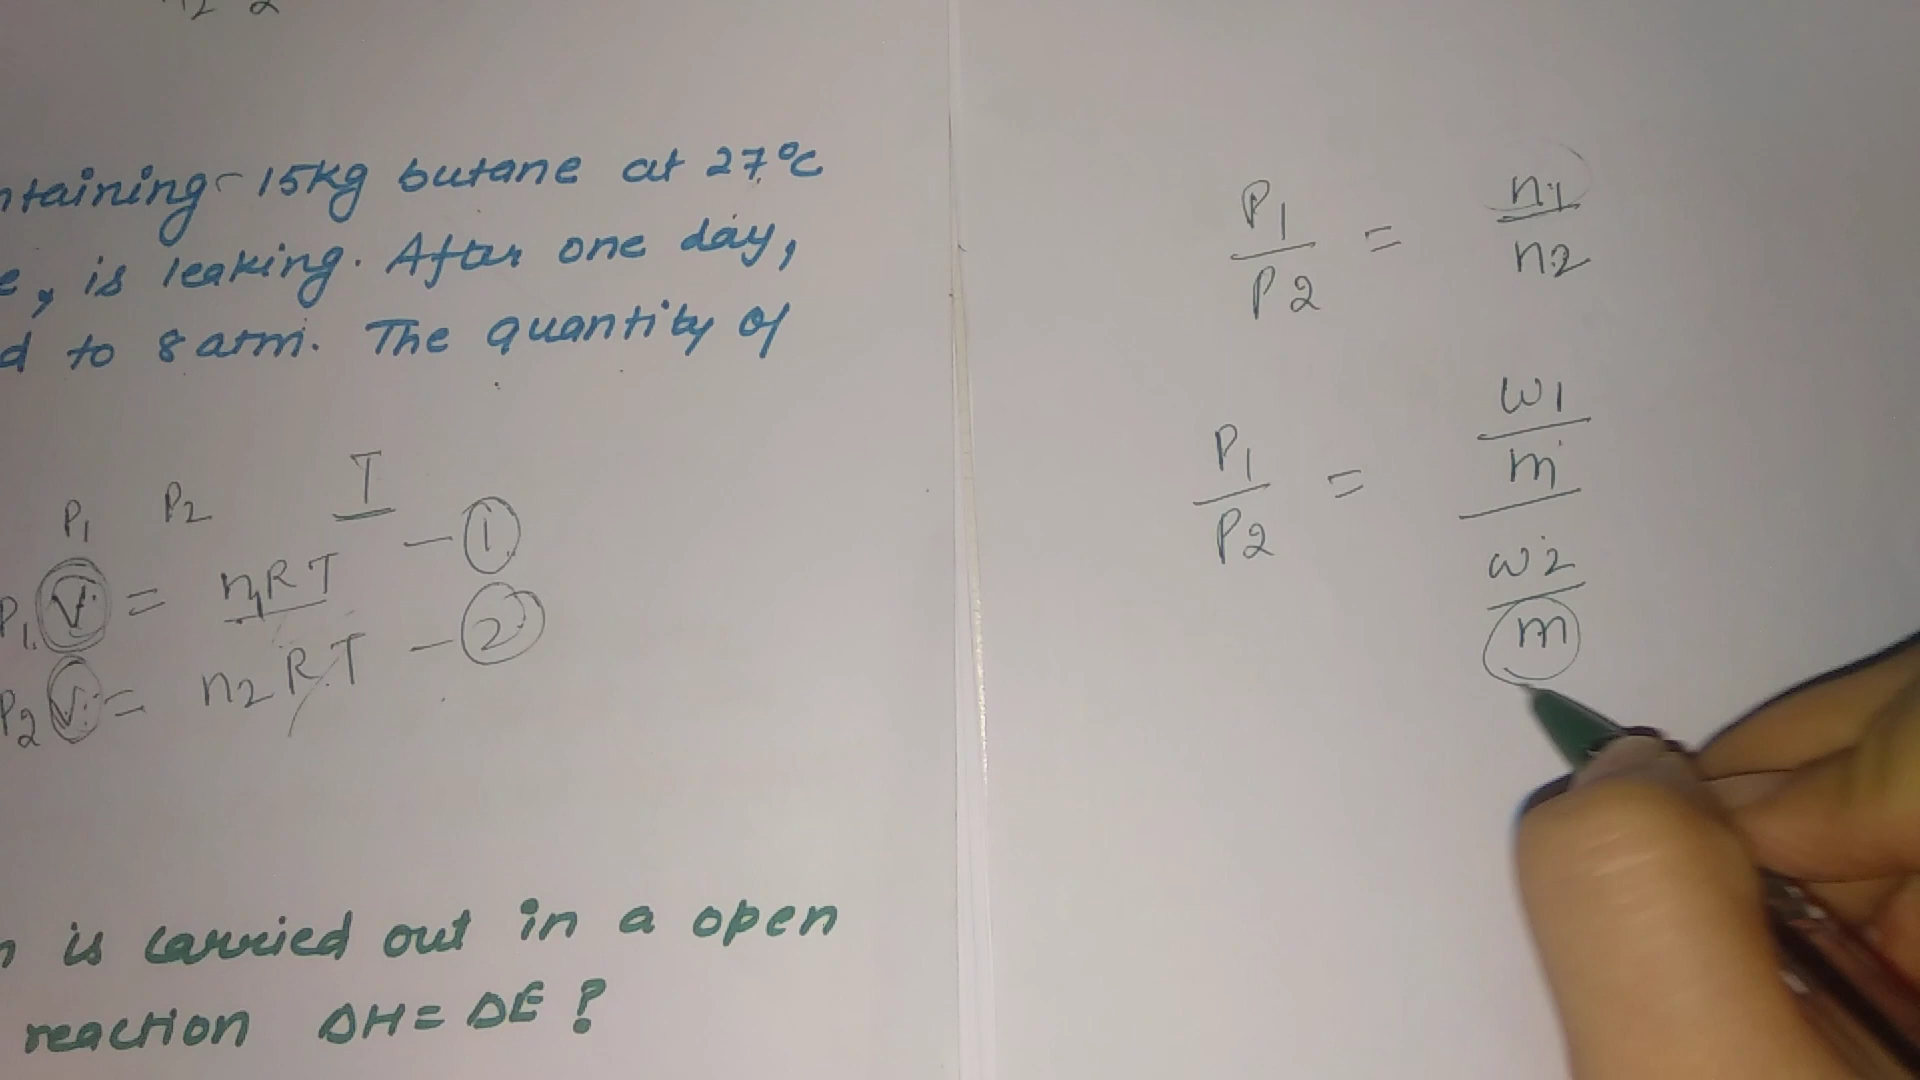 15kg butane at 27°C
is leaking. After one day,
to 8 atm. The quantity of
P1 P2 T
P1 V = n1RT - 1
P2 V = n2RT - 2
is carried out in a open
reaction ΔH = ΔE ?
P1/P2 = n1/n2
P1/P2 = w1/m / w2/m